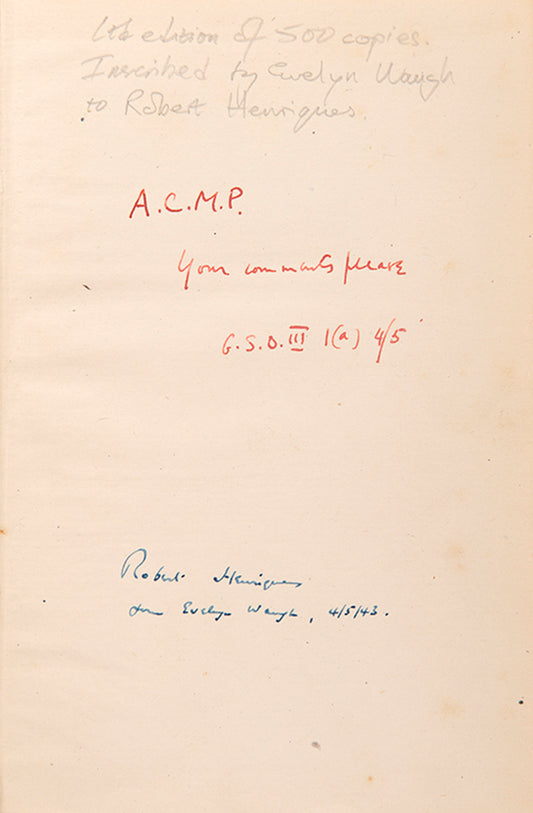 Ltd edition of 500 copies.
Inscribed by Evelyn Waugh
to Robert Henriques.
A.C.M.P.
Your comments please
G.S.O. III 1(a) 4/5
Robert Henriques
from Evelyn Waugh, 4/5/43.